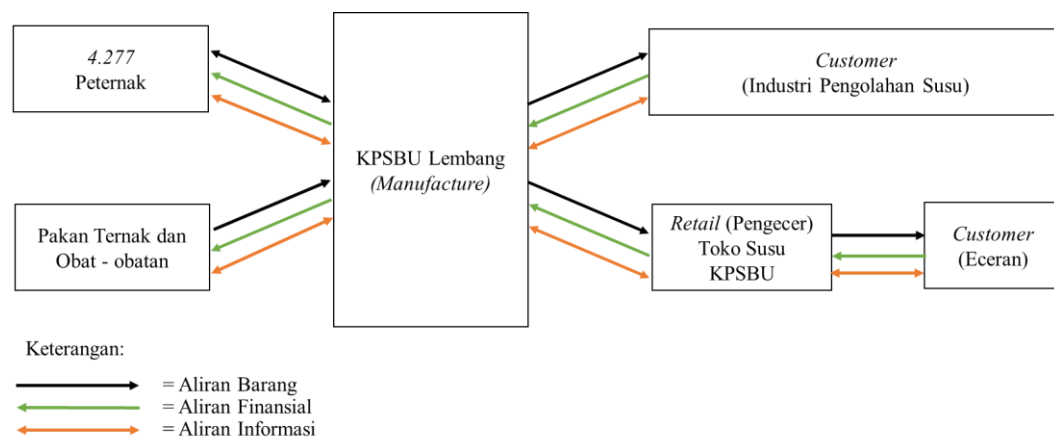 4.277
Peternak
KPSBU Lembang
(Manufacture)
Customer
(Industri Pengolahan Susu)
Pakan Ternak dan
Obat - obatan
Retail (Pengecer)
Toko Susu
KPSBU
Customer
(Eceran)
Keterangan:
= Aliran Barang
= Aliran Finansial
= Aliran Informasi